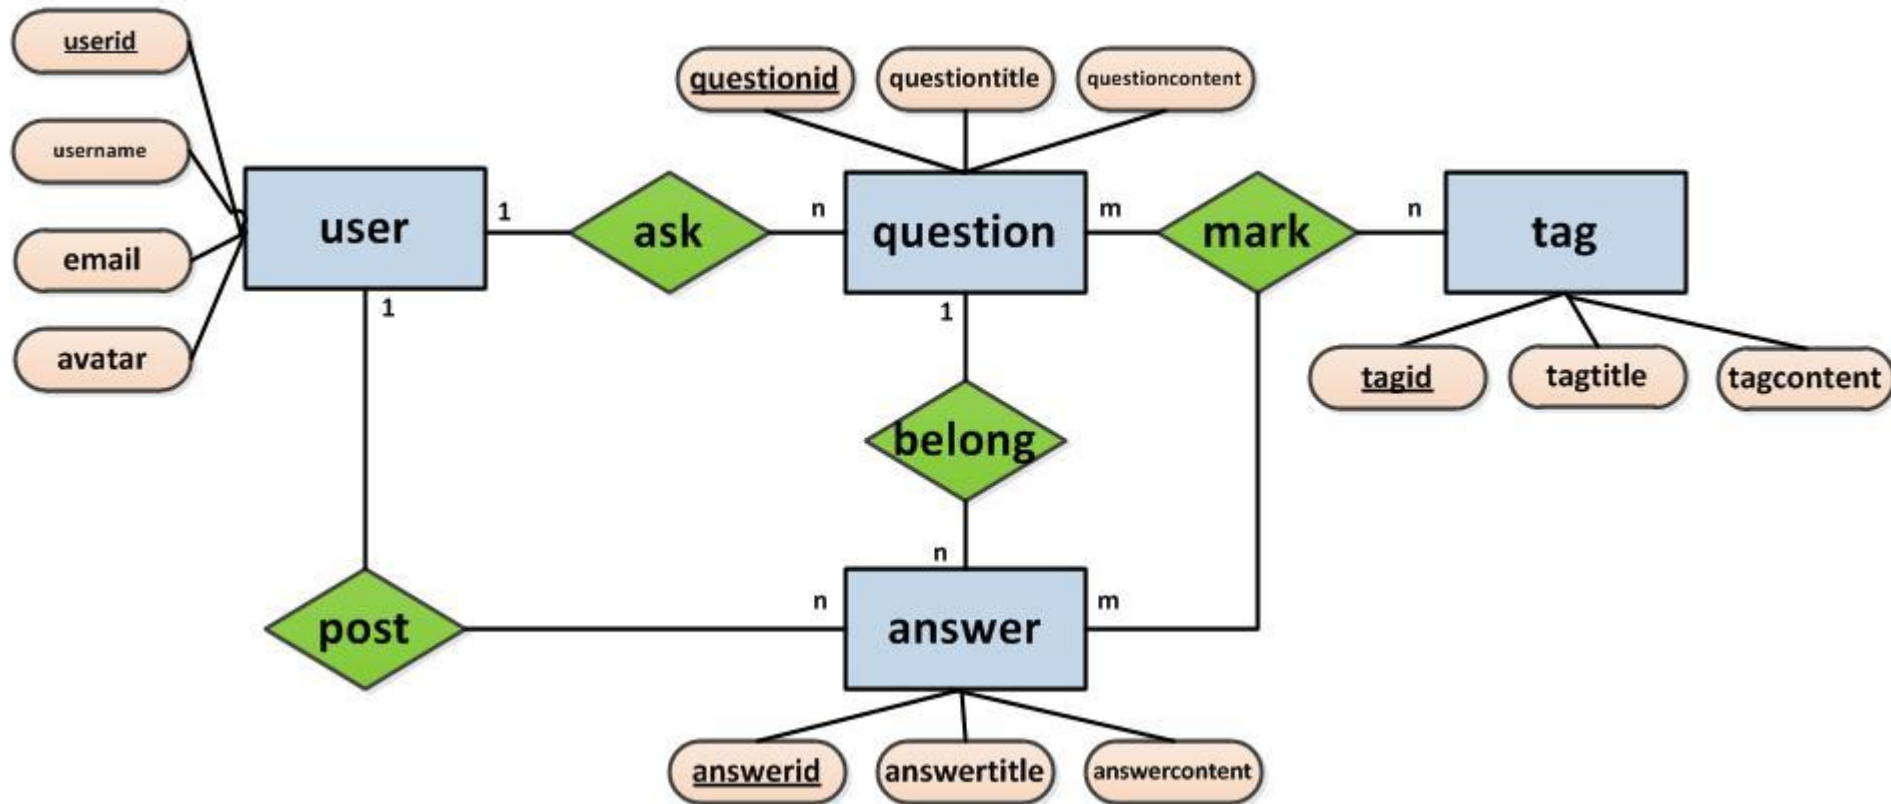 userid
username
email
avatar
user
1
1
ask
n
questionid
questiontitle
questioncontent
question
m
1
mark
n
tag
tagid
tagtitle
tagcontent
belong
n
post
n
answer
m
answerid
answertitle
answercontent